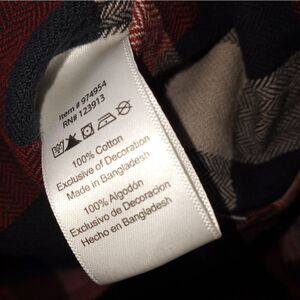 Item # 974954
RN# 123913
100% Cotton
Exclusive of Decoration
Made in Bangladesh
100% Algodón
Exclusivo de Decoracion
Hecho en Bangladesh